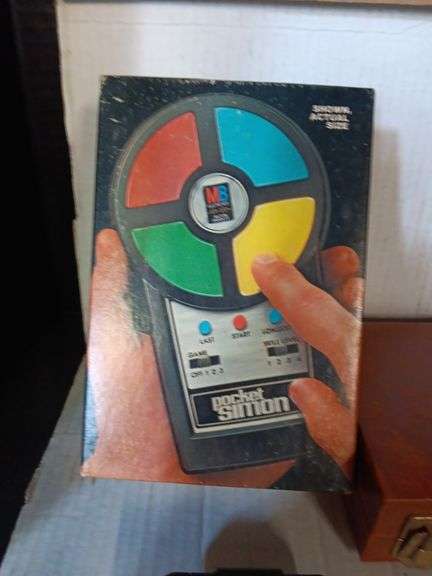 SHOWN
ACTUAL
SIZE
MB
LAST
START
LONGEST
GAME
SKILL LEVEL
OFF 1 2 3
1 2 3 4
pocket
simon